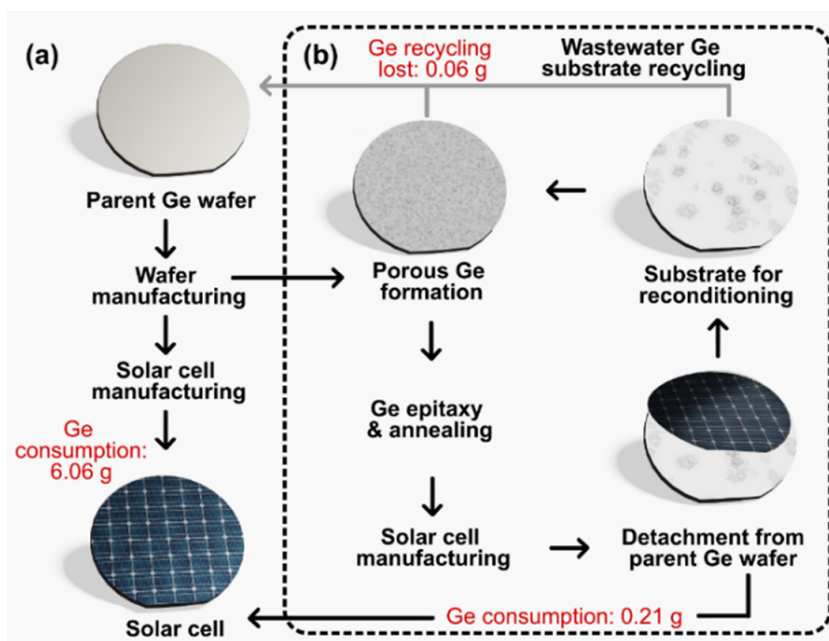 (a)
Parent Ge wafer
Wafer
manufacturing
Solar cell
manufacturing
Ge
consumption:
6.06 g
Solar cell
(b)
Ge recycling
lost: 0.06 g
Wastewater Ge
substrate recycling
Porous Ge
formation
Substrate for
reconditioning
Ge epitaxy
& annealing
Solar cell
manufacturing
Detachment from
parent Ge wafer
Ge consumption: 0.21 g